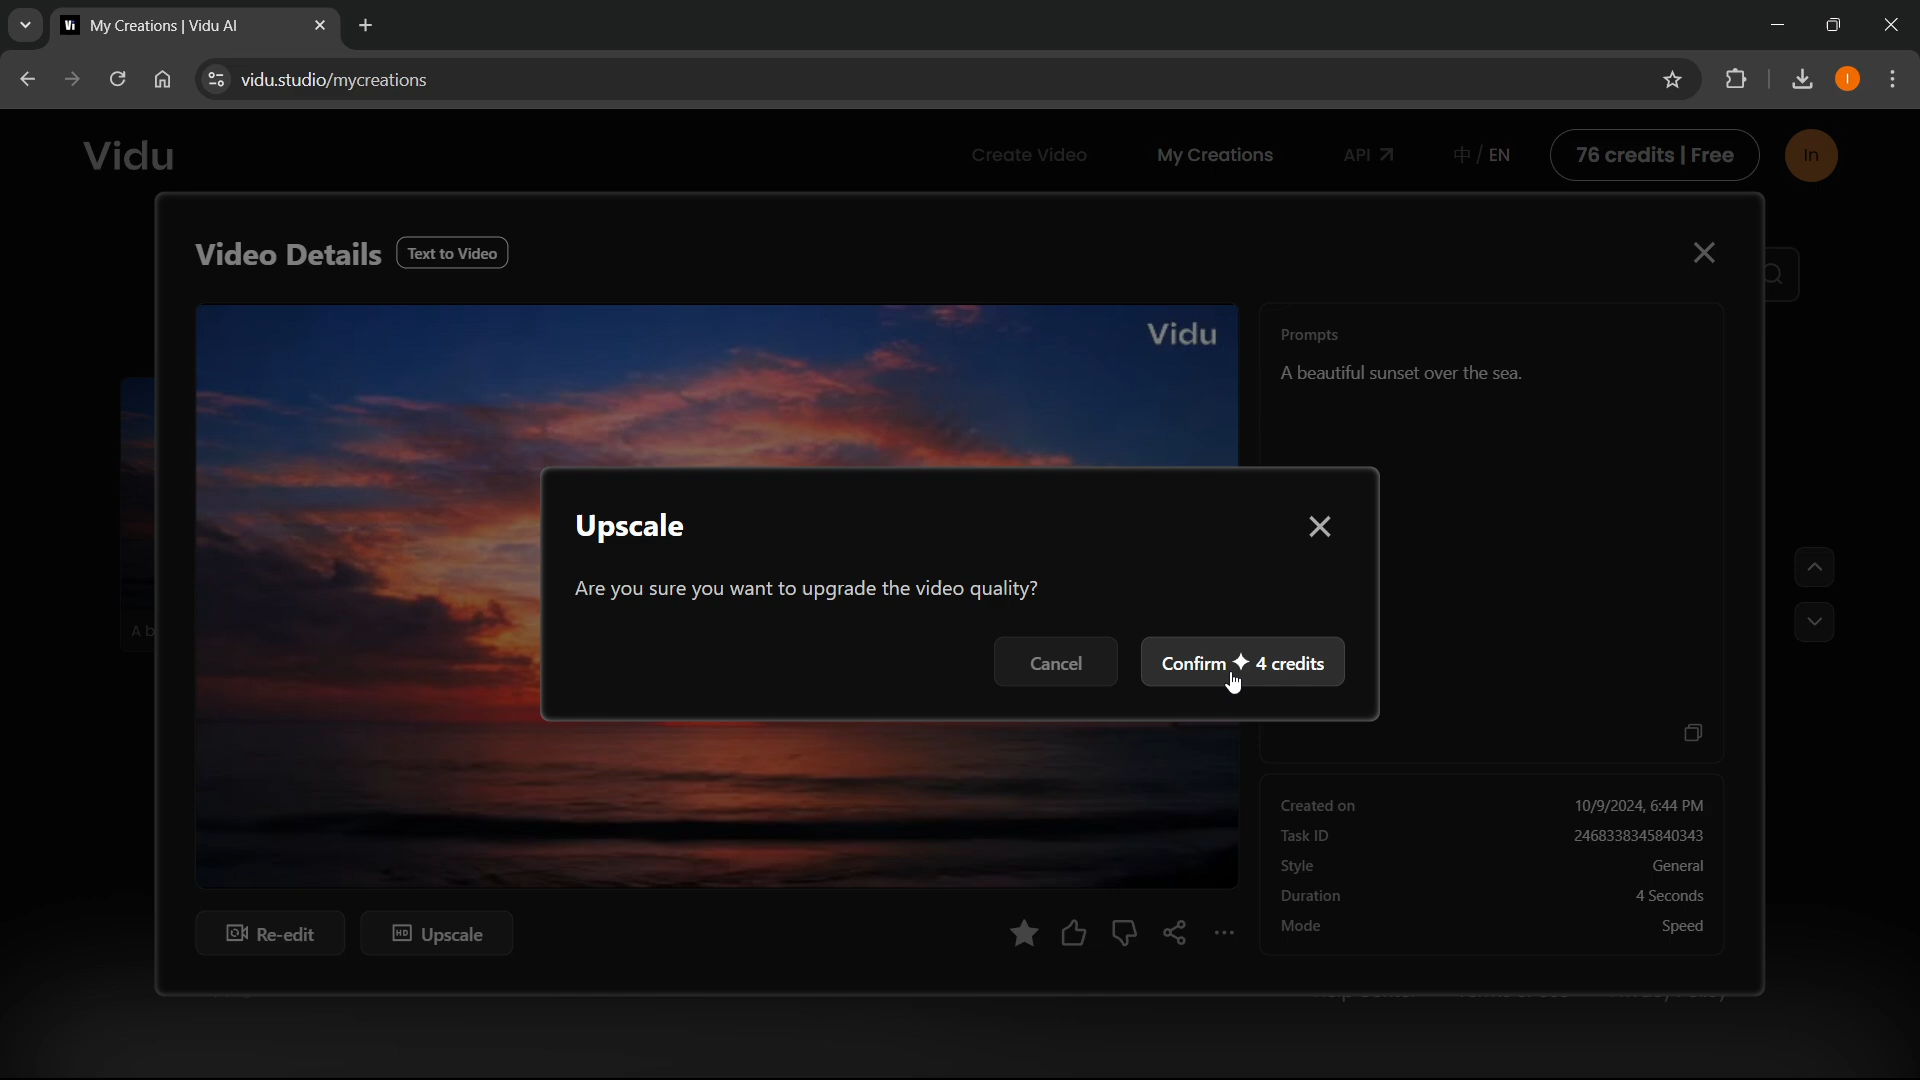 Vi My Creations | Vidu AI
vidu.studio/mycreations
I
Vidu
Create Video
My Creations
API
中 / EN
76 credits | Free
In
Video Details
Text to Video
Vidu
Prompts
A beautiful sunset over the sea.
A b
Upscale
Are you sure you want to upgrade the video quality?
Cancel
Confirm 4 credits
Created on 10/9/2024, 6:44 PM
Task ID 2468338345840343
Style General
Duration 4 Seconds
Mode Speed
Re-edit
HD Upscale